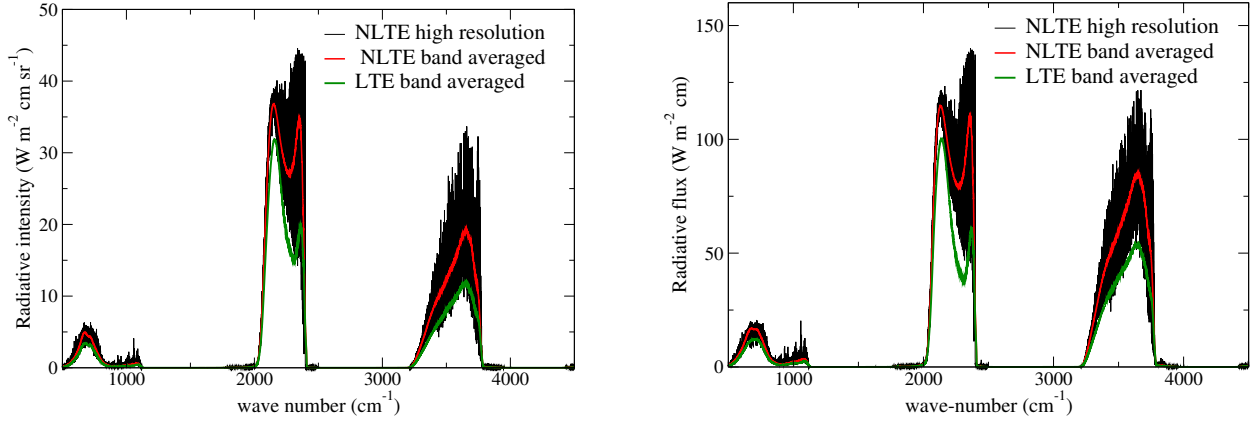 NLTE high resolution
NLTE band averaged
LTE band averaged
50
40
30
20
10
0
1000 2000 3000 4000
Radiative intensity (W m⁻² cm sr⁻¹)
wave number (cm⁻¹)
NLTE high resolution
NLTE band averaged
LTE band averaged
150
100
50
0
1000 2000 3000 4000
Radiative flux (W m⁻² cm)
wave-number (cm⁻¹)